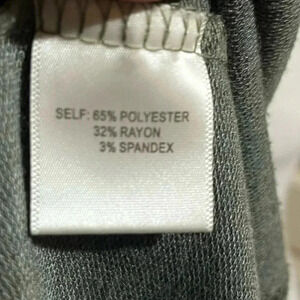 SELF: 65% POLYESTER
32% RAYON
3% SPANDEX